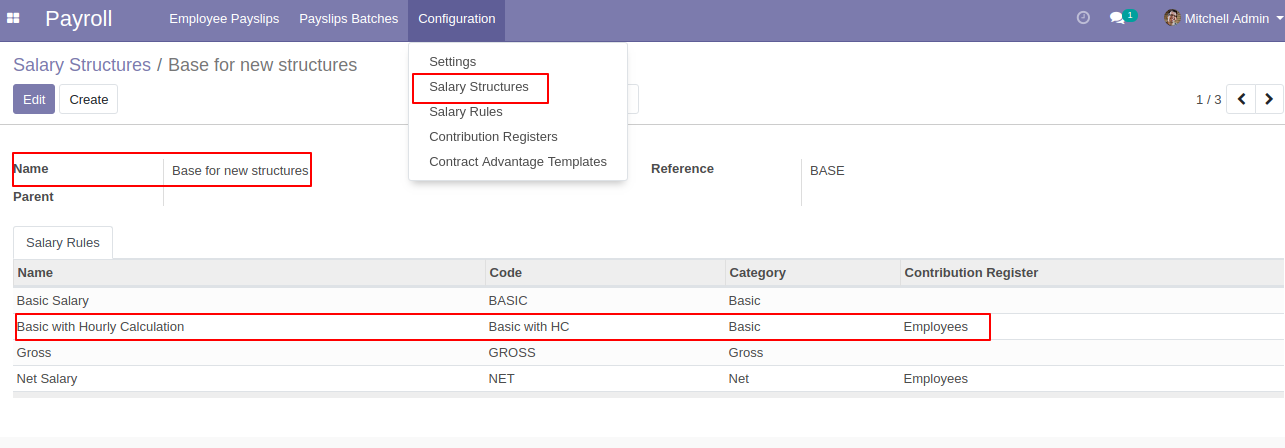 Payroll Employee Payslips Payslips Batches Configuration 1 Mitchell Admin
Salary Structures / Base for new structures
Settings
Salary Structures
Salary Rules
Contribution Registers
Contract Advantage Templates
Edit Create 1 / 3
Name Base for new structures Reference BASE
Parent
Salary Rules
Name Code Category Contribution Register
Basic Salary BASIC Basic
Basic with Hourly Calculation Basic with HC Basic Employees
Gross GROSS Gross
Net Salary NET Net Employees